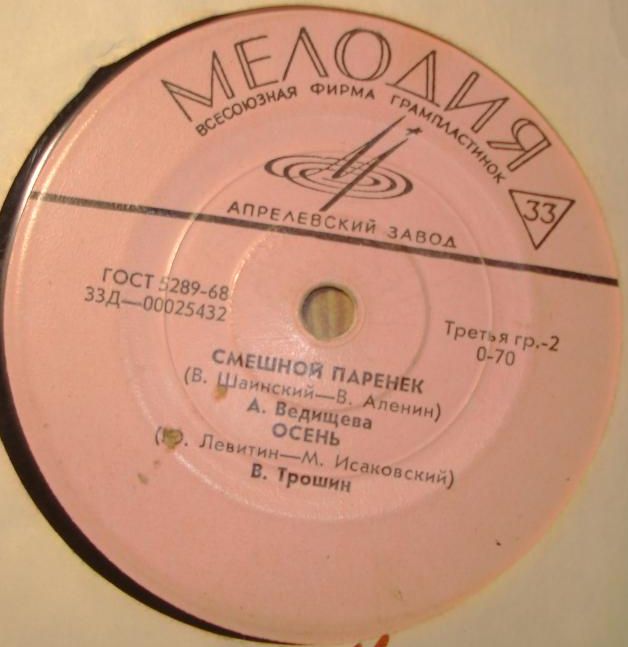 МЕЛОДИЯ
ВСЕСОЮЗНАЯ ФИРМА ГРАМПЛАСТИНОК
33
АПРЕЛЕВСКИЙ ЗАВОД
ГОСТ 5289-68
33Д—00025432
Третья гр.-2
0-70
СМЕШНОЙ ПАРЕНЕК
(В. Шаинский—В. Аленин)
А. Ведищева
ОСЕНЬ
Левитин—М. Исаковский)
В. Трошин